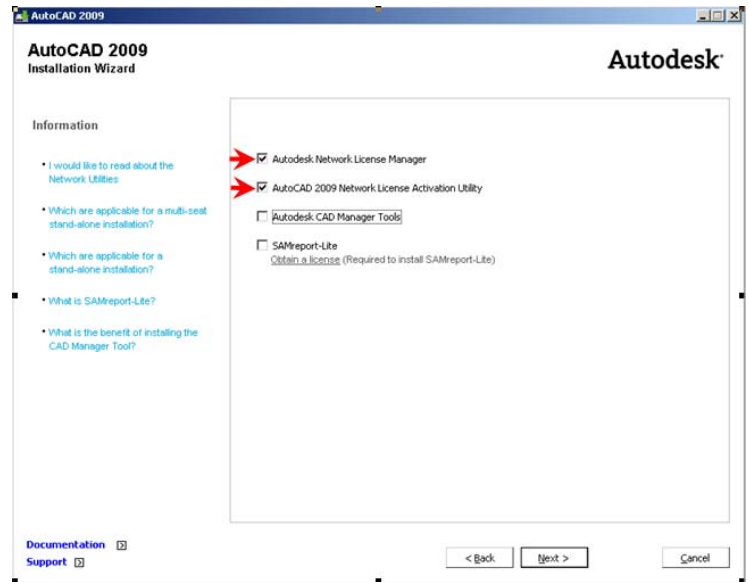 AutoCAD 2009
AutoCAD 2009
Installation Wizard
Autodesk
Information
• I would like to read about the
Network Utilities
• Which are applicable for a multi-seat
stand-alone installation?
• Which are applicable for a
stand-alone installation?
• What is SAMreport-Lite?
• What is the benefit of installing the
CAD Manager Tool?
Autodesk Network License Manager
AutoCAD 2009 Network License Activation Utility
Autodesk CAD Manager Tools
SAMreport-Lite
Obtain a license (Required to install SAMreport-Lite)
Documentation
Support
< Back
Next >
Cancel